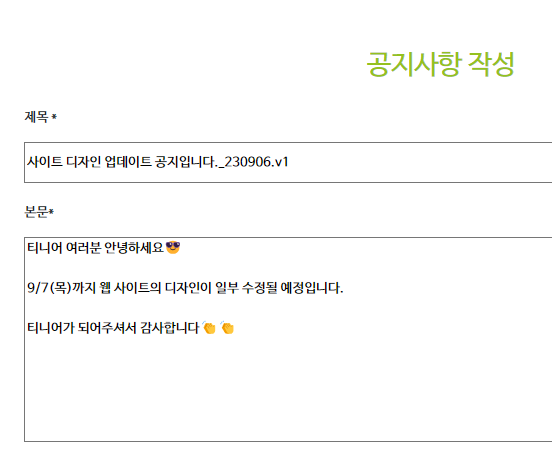 공지사항 작성
제목 *
사이트 디자인 업데이트 공지입니다._230906.v1
본문*
티니어 여러분 안녕하세요😎
9/7(목)까지 웹 사이트의 디자인이 일부 수정될 예정입니다.
티니어가 되어주셔서 감사합니다👏👏